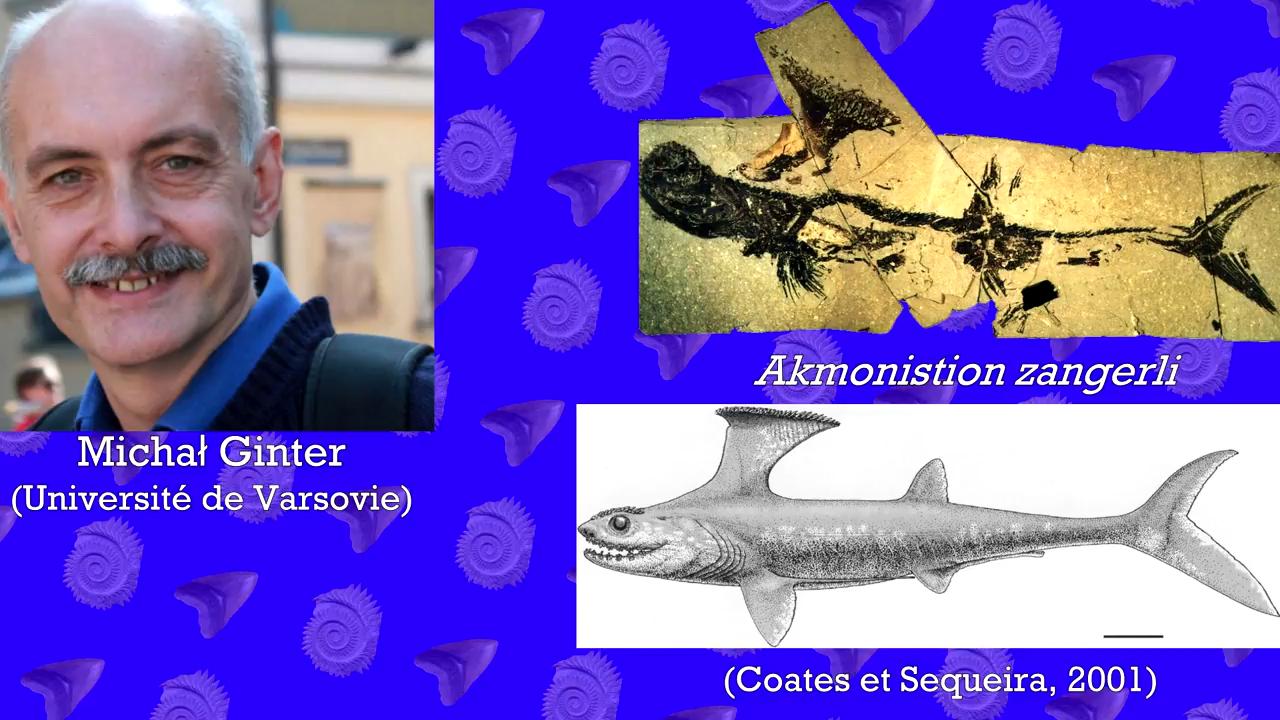 Michał Ginter
(Université de Varsovie)
Akmonistion zangerli
(Coates et Sequeira, 2001)